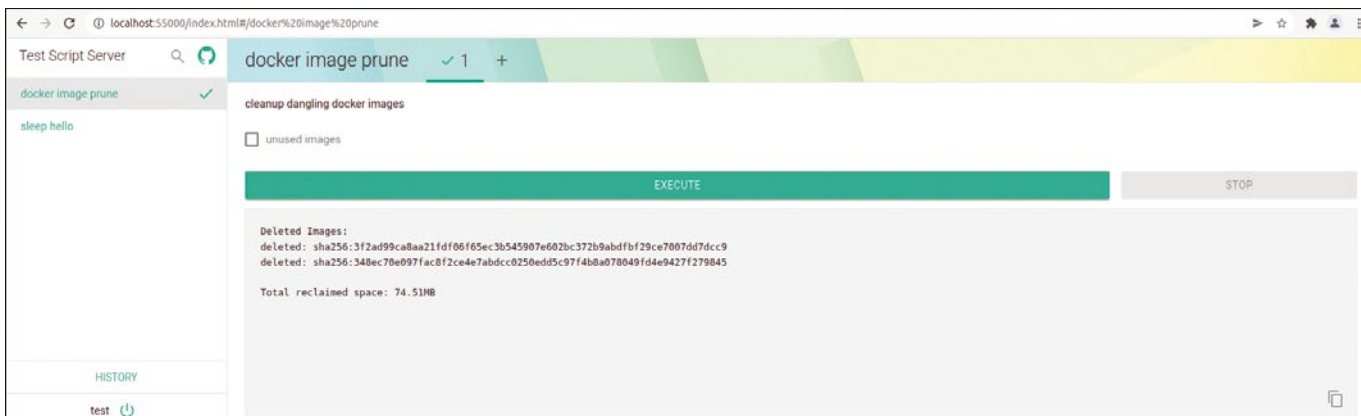 localhost:55000/index.html#/docker%20image%20prune
Test Script Server
docker image prune
sleep hello
HISTORY
test
docker image prune
1
+
cleanup dangling docker images
unused images
EXECUTE
STOP
Deleted Images:
deleted: sha256:3f2ad99ca8aa21fdf06f65ec3b545907e602bc372b9abdfbf29ce7007dd7dcc9
deleted: sha256:348ec70e097fac8f2ce4e7abdcc0250edd5c97f4b8a078049fd4e9427f279845
Total reclaimed space: 74.51MB